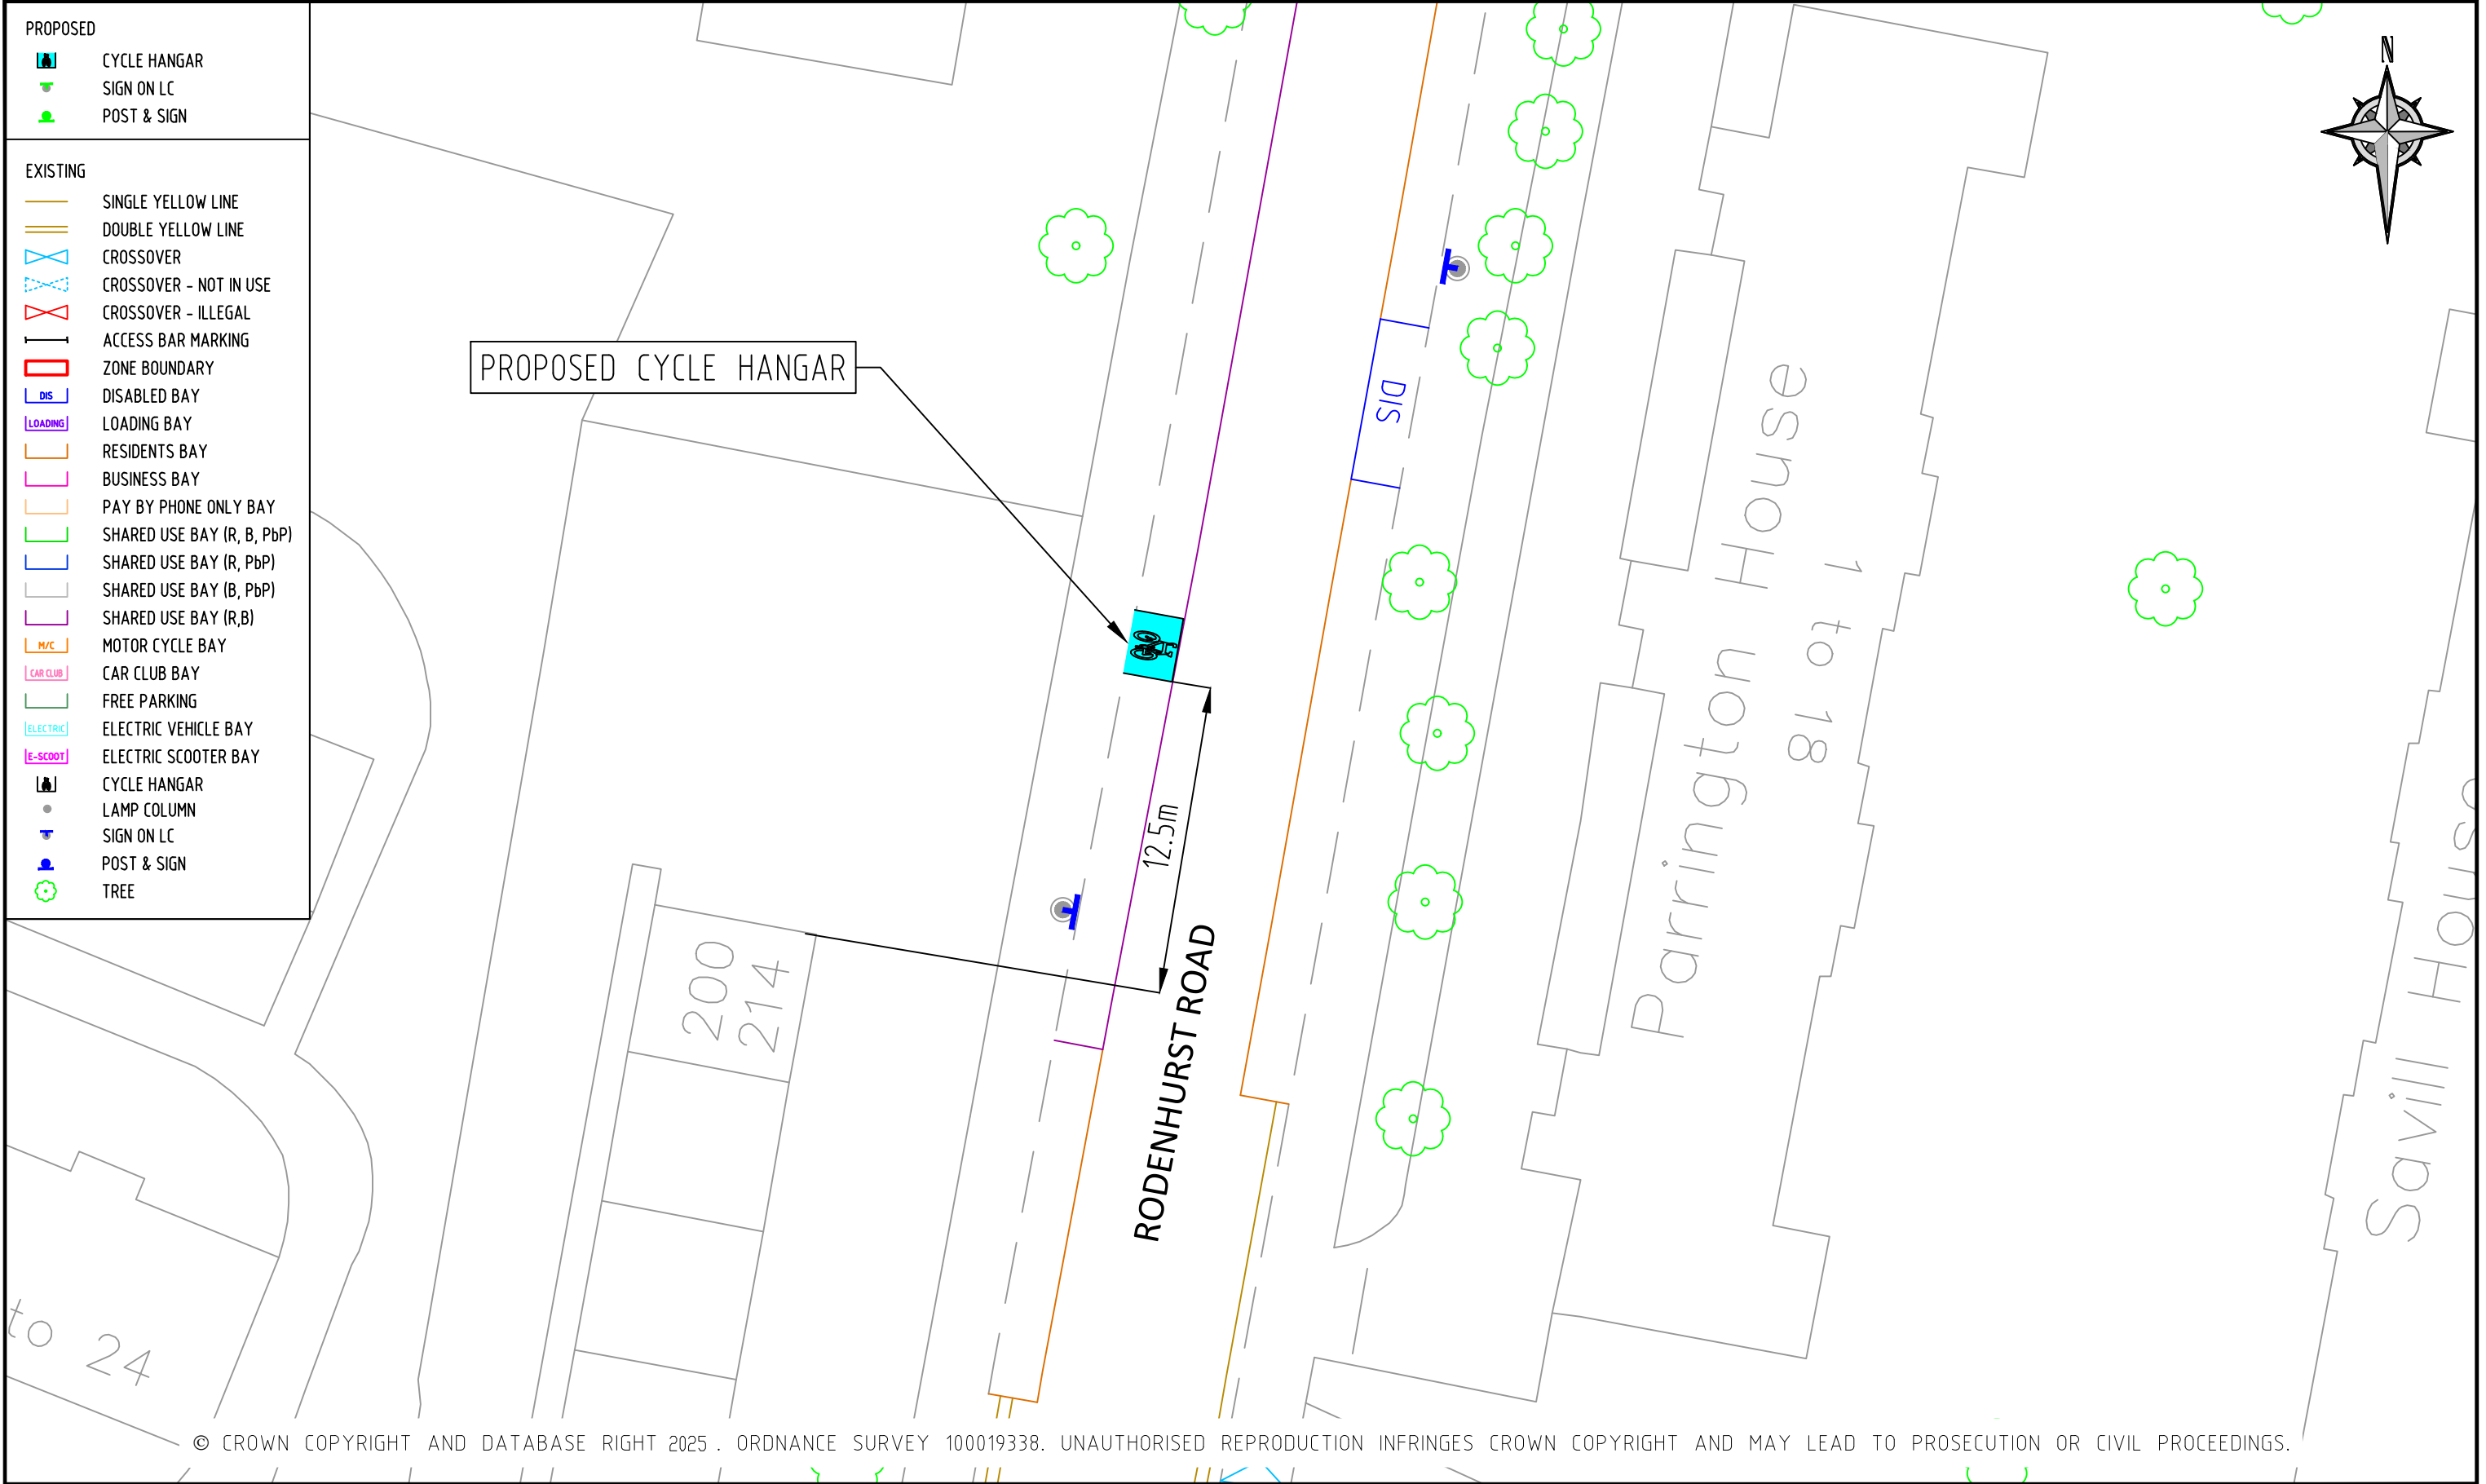 PROPOSED
CYCLE HANGAR
SIGN ON LC
POST & SIGN
EXISTING
SINGLE YELLOW LINE
DOUBLE YELLOW LINE
CROSSOVER
CROSSOVER - NOT IN USE
CROSSOVER - ILLEGAL
ACCESS BAR MARKING
ZONE BOUNDARY
DIS DISABLED BAY
LOADING LOADING BAY
RESIDENTS BAY
BUSINESS BAY
PAY BY PHONE ONLY BAY
SHARED USE BAY (R, B, PbP)
SHARED USE BAY (R, PbP)
SHARED USE BAY (B, PbP)
SHARED USE BAY (R,B)
M/C MOTOR CYCLE BAY
CAR CLUB CAR CLUB BAY
FREE PARKING
ELECTRIC ELECTRIC VEHICLE BAY
E-SCOOT ELECTRIC SCOOTER BAY
CYCLE HANGAR
LAMP COLUMN
SIGN ON LC
POST & SIGN
TREE
N
PROPOSED CYCLE HANGAR
DIS
12.5m
RODENHURST ROAD
200
214
Parrington House
1 to 18
Savill House
to 24
© CROWN COPYRIGHT AND DATABASE RIGHT 2025 . ORDNANCE SURVEY 100019338. UNAUTHORISED REPRODUCTION INFRINGES CROWN COPYRIGHT AND MAY LEAD TO PROSECUTION OR CIVIL PROCEEDINGS.